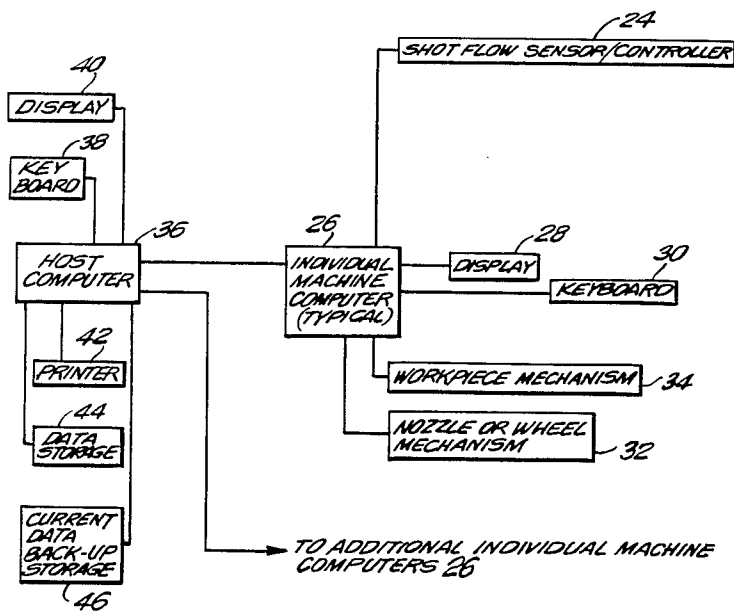 24
SHOT FLOW SENSOR/CONTROLLER
40
DISPLAY
38
KEY
BOARD
36
HOST
COMPUTER
26
INDIVIDUAL
MACHINE
COMPUTER
(TYPICAL)
28
DISPLAY
30
KEYBOARD
42
PRINTER
WORKPIECE MECHANISM
34
44
DATA
STORAGE
NOZZLE OR WHEEL
MECHANISM
32
CURRENT
DATA
BACK-UP
STORAGE
46
TO ADDITIONAL INDIVIDUAL MACHINE
COMPUTERS 26